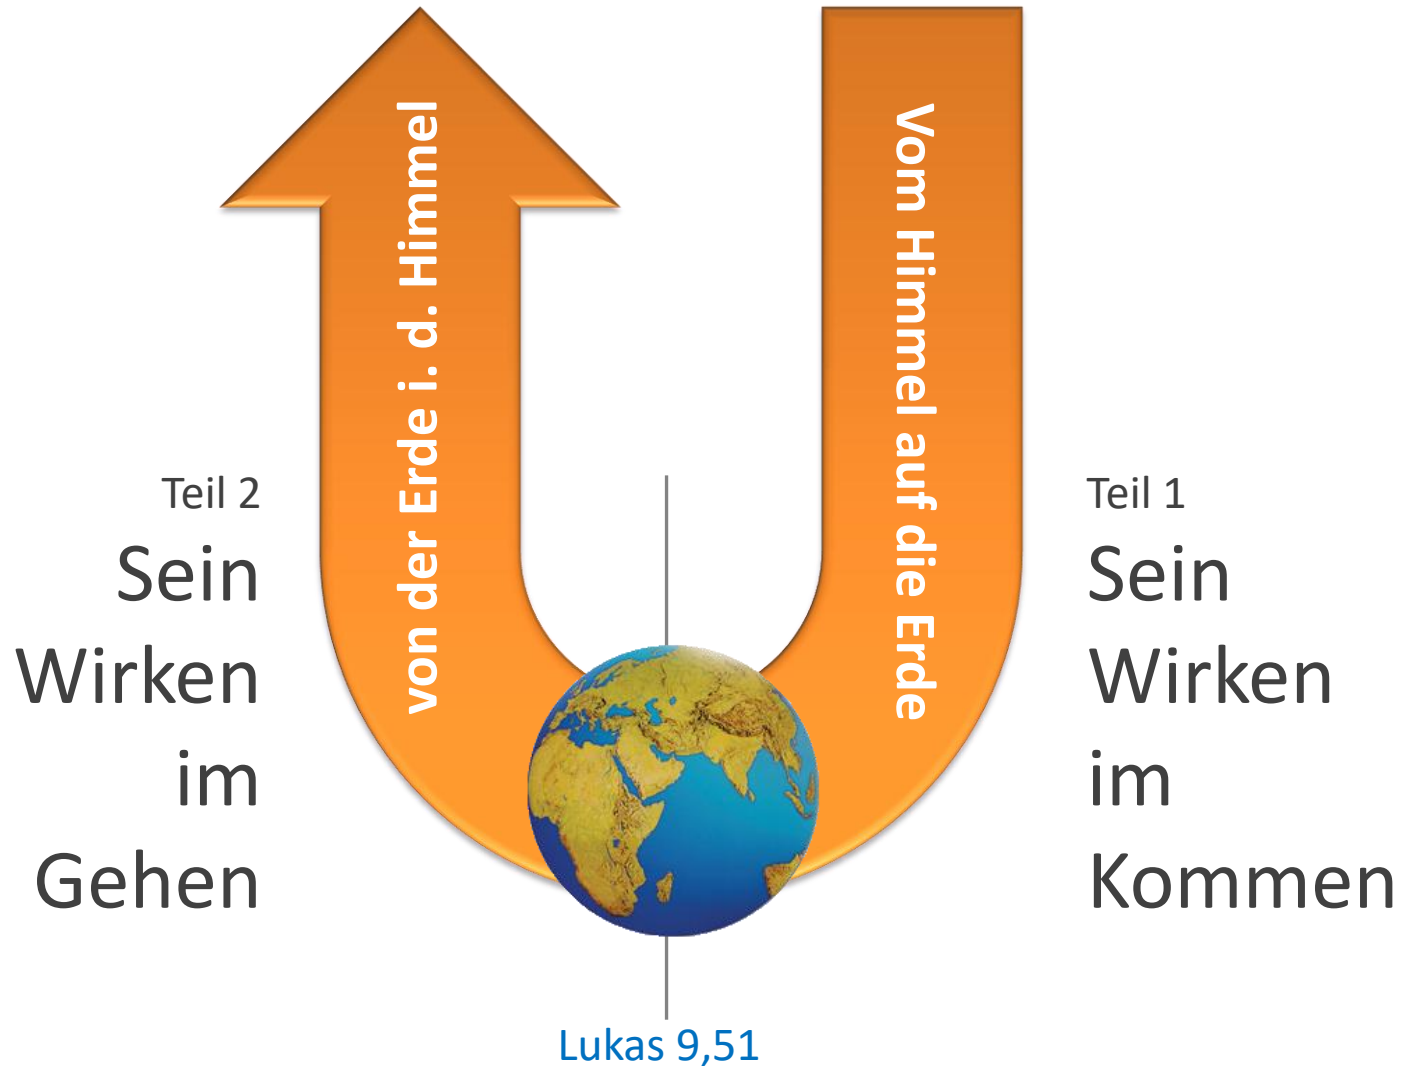 von der Erde i. d. Himmel
Vom Himmel auf die Erde
Teil 2
Sein
Wirken
im
Gehen
Teil 1
Sein
Wirken
im
Kommen
Lukas 9,51